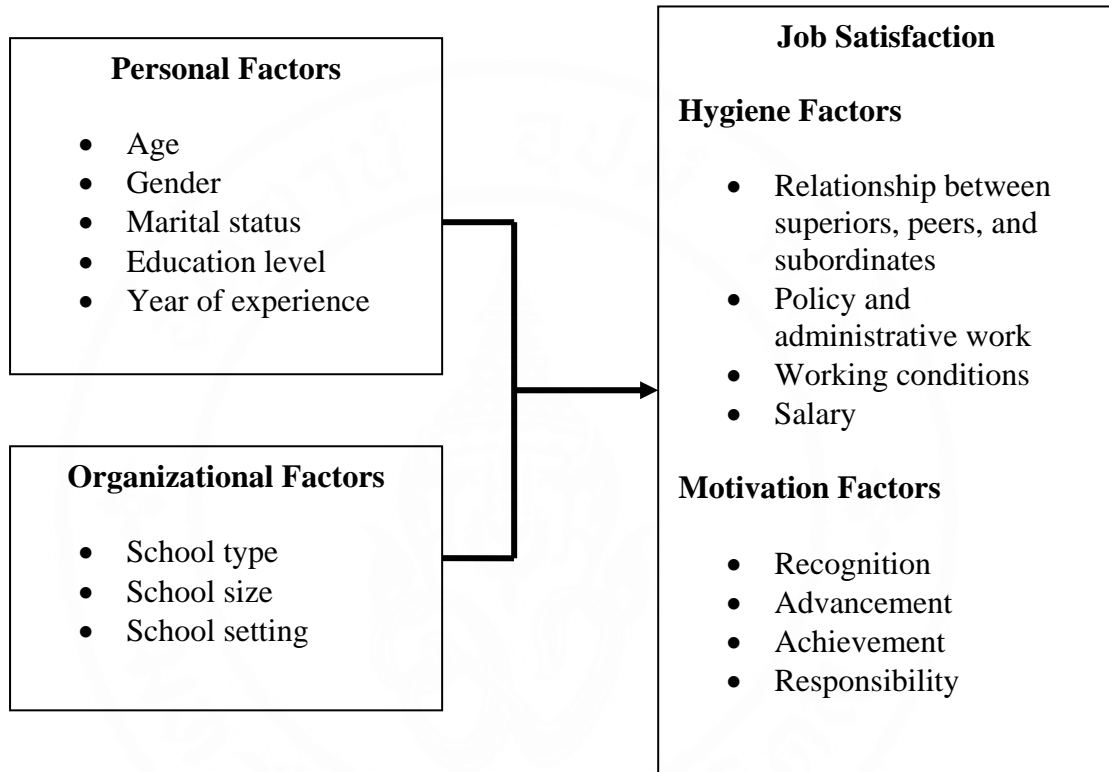 Personal Factors
• Age
• Gender
• Marital status
• Education level
• Year of experience
Organizational Factors
• School type
• School size
• School setting
Job Satisfaction
Hygiene Factors
• Relationship between
superiors, peers, and
subordinates
• Policy and
administrative work
• Working conditions
• Salary
Motivation Factors
• Recognition
• Advancement
• Achievement
• Responsibility